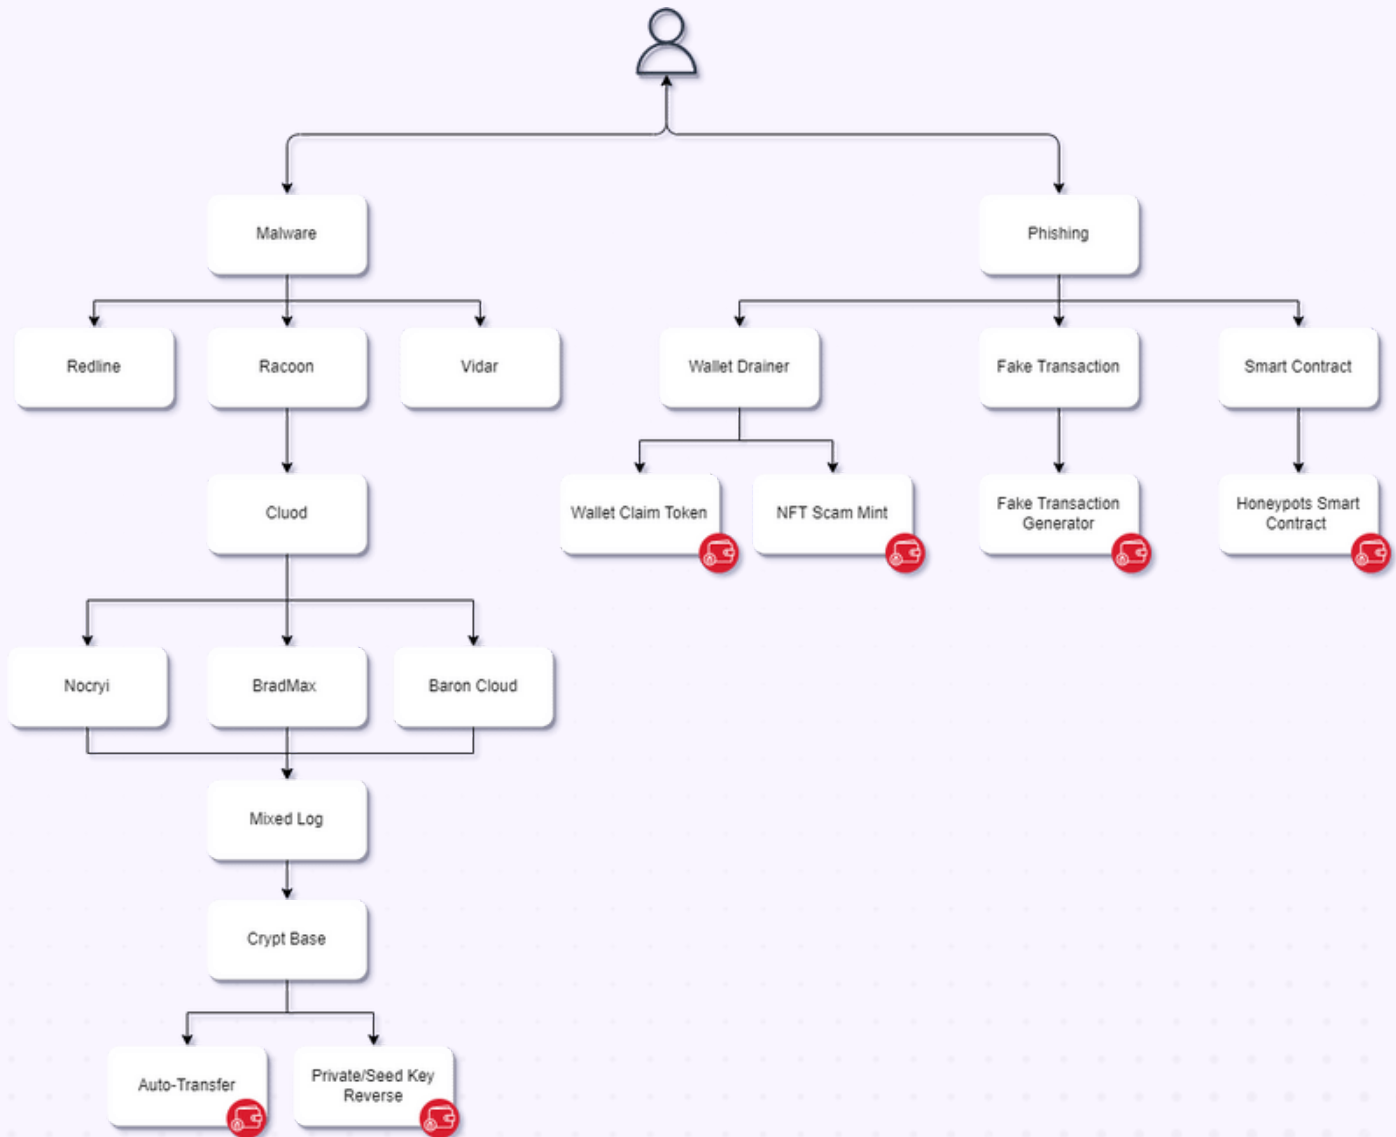 Malware
Phishing
Redline
Racoon
Vidar
Wallet Drainer
Fake Transaction
Smart Contract
Cluod
Wallet Claim Token
NFT Scam Mint
Fake Transaction
Generator
Honeypots Smart
Contract
Nocryi
BradMax
Baron Cloud
Mixed Log
Crypt Base
Auto-Transfer
Private/Seed Key
Reverse